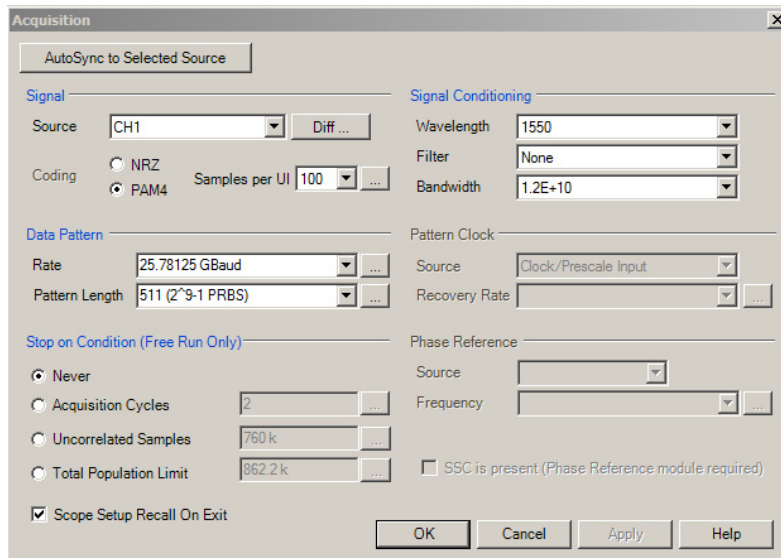 Acquisition
AutoSync to Selected Source
Signal
Source CH1 Diff ...
Coding NRZ
PAM4
Samples per UI 100 ...
Signal Conditioning
Wavelength 1550
Filter None
Bandwidth 1.2E+10
Data Pattern
Rate 25.78125 GBaud ...
Pattern Length 511 (2^9-1 PRBS) ...
Pattern Clock
Source Clock/Prescale Input
Recovery Rate ...
Stop on Condition (Free Run Only)
Never
Acquisition Cycles 2 ...
Uncorrelated Samples 760 k ...
Total Population Limit 862.2 k ...
Scope Setup Recall On Exit
Phase Reference
Source
Frequency ...
SSC is present (Phase Reference module required)
OK Cancel Apply Help